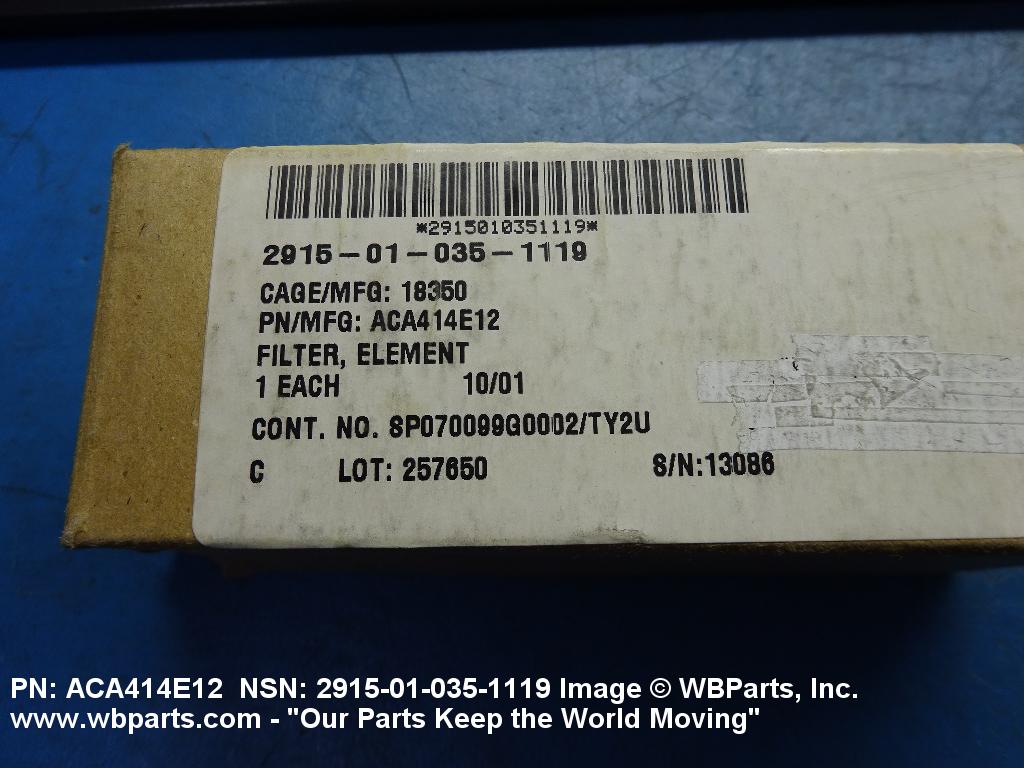 *2915010351119*
2915-01-035-1119
CAGE/MFG: 18350
PN/MFG: ACA414E12
FILTER, ELEMENT
1 EACH 10/01
CONT. NO. SP070099G0002/TY2U
C LOT: 257650 S/N:13086
PN: ACA414E12 NSN: 2915-01-035-1119 Image © WBParts, Inc.
www.wbparts.com - "Our Parts Keep the World Moving"